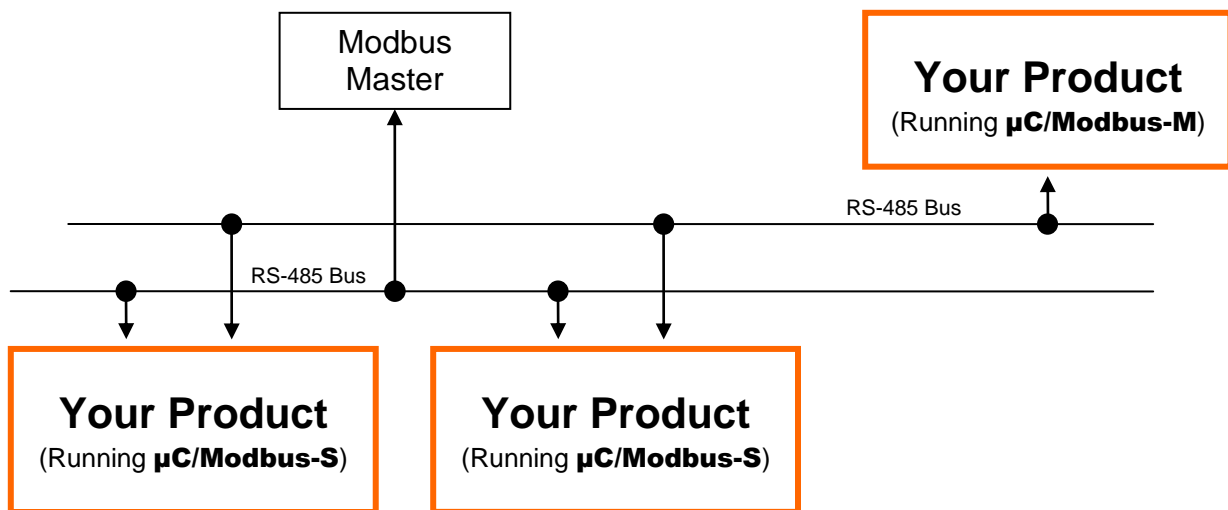 Modbus
Master
Your Product
(Running µC/Modbus-M)
RS-485 Bus
RS-485 Bus
Your Product
(Running µC/Modbus-S)
Your Product
(Running µC/Modbus-S)